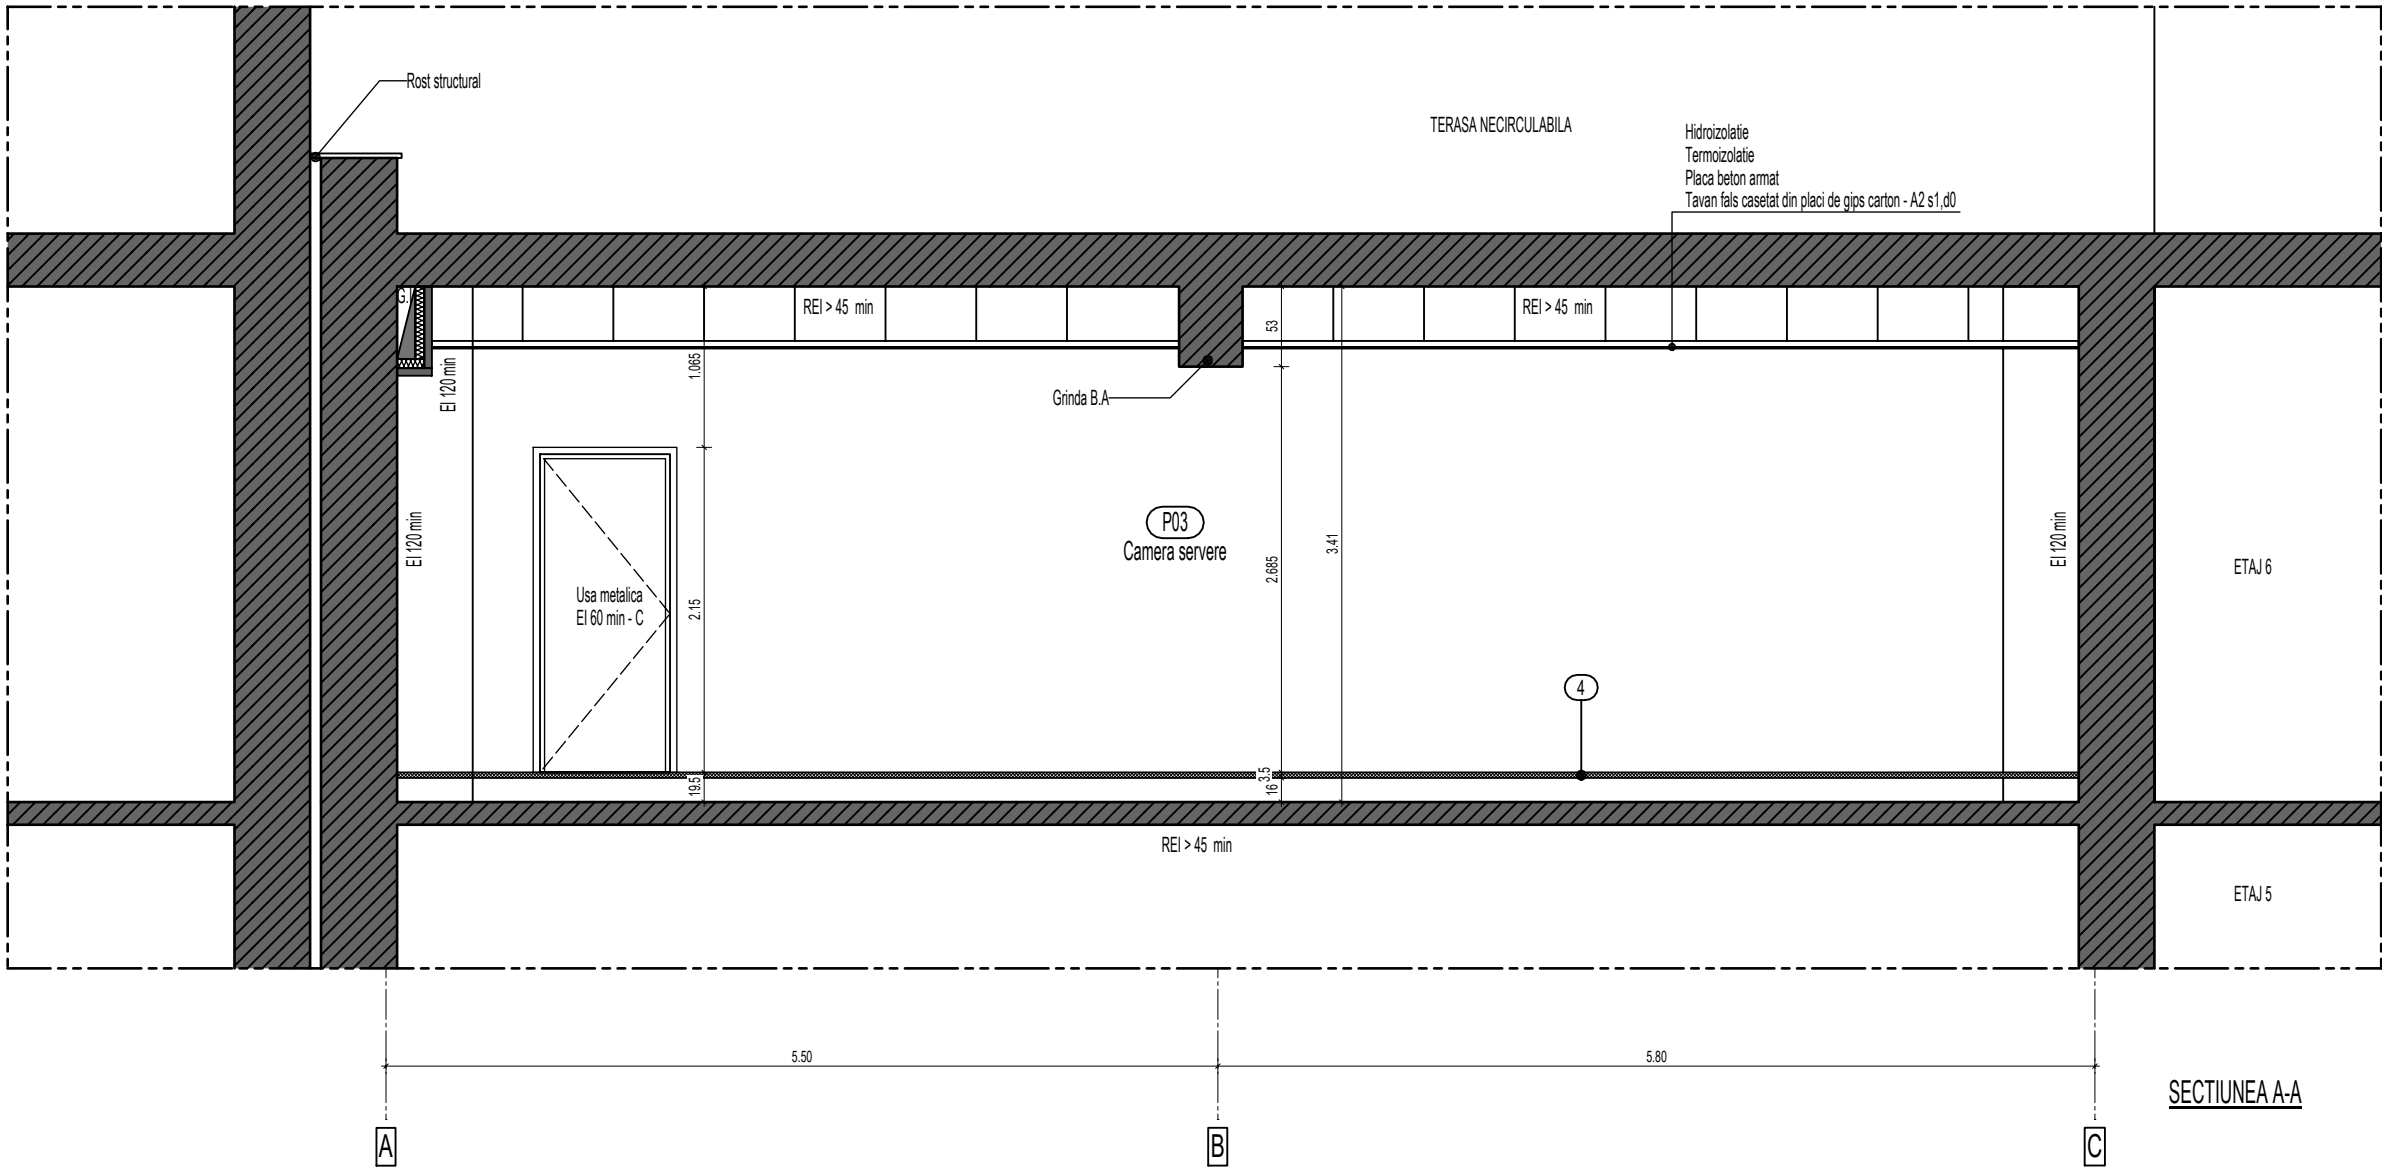 Rost structural
TERASA NECIRCULABILA
Hidroizolatie
Termoizolatie
Placa beton armat
Tavan fals casetat din placi de gips carton - A2 s1,d0
G.
REI > 45 min
53
REI > 45 min
1.065
EI 120 min
Grinda B.A
P03
Camera servere
EI 120 min
3.41
2.685
EI 120 min
ETAJ 6
Usa metalica
EI 60 min - C
2.15
4
19.5
16
3.5
REI > 45 min
ETAJ 5
5.50
5.80
SECTIUNEA A-A
A
B
C